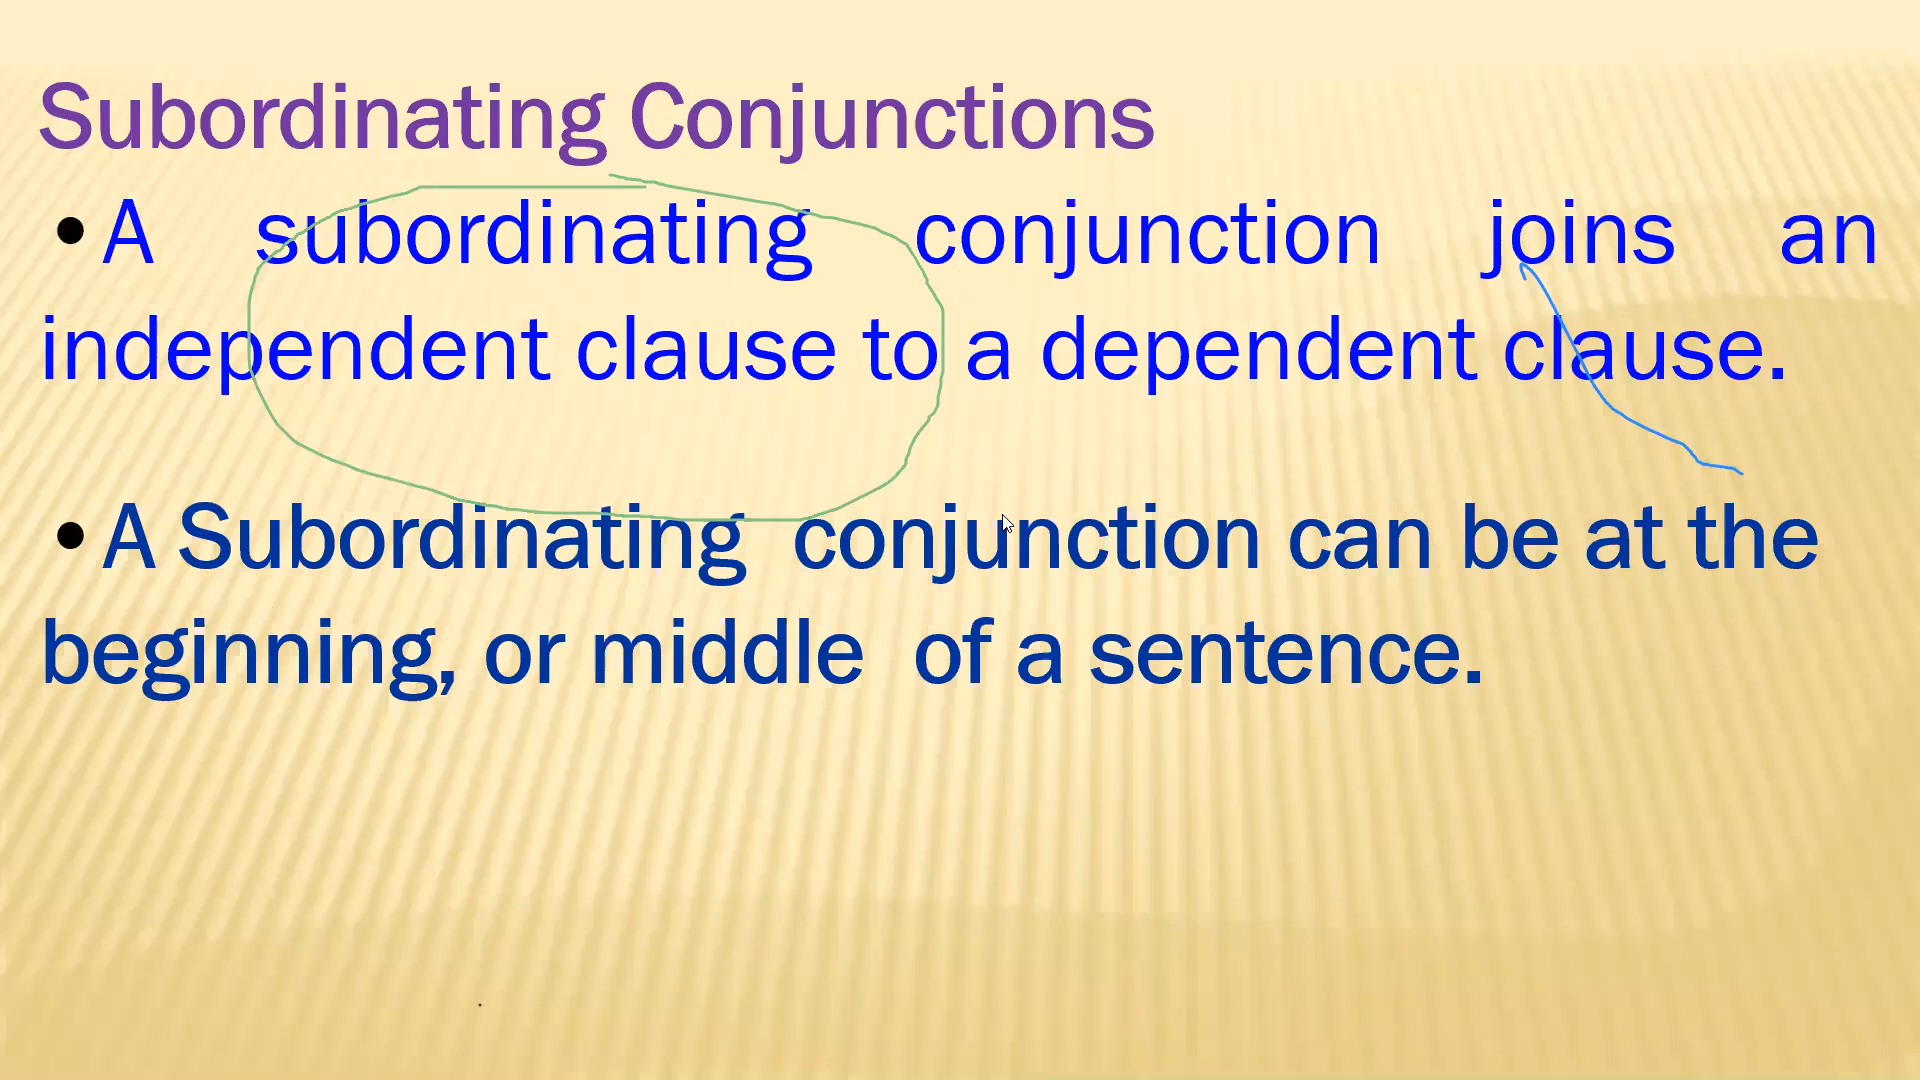 Subordinating Conjunctions
•A subordinating conjunction joins an
independent clause to a dependent clause.
•A Subordinating conjunction can be at the
beginning, or middle of a sentence.